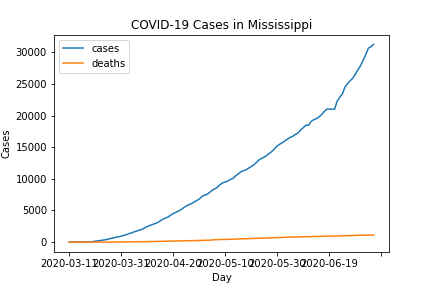 COVID-19 Cases in Mississippi
cases
deaths
30000
25000
20000
15000
10000
5000
0
Cases
2020-03-11 2020-03-31 2020-04-20 2020-05-10 2020-05-30 2020-06-19
Day